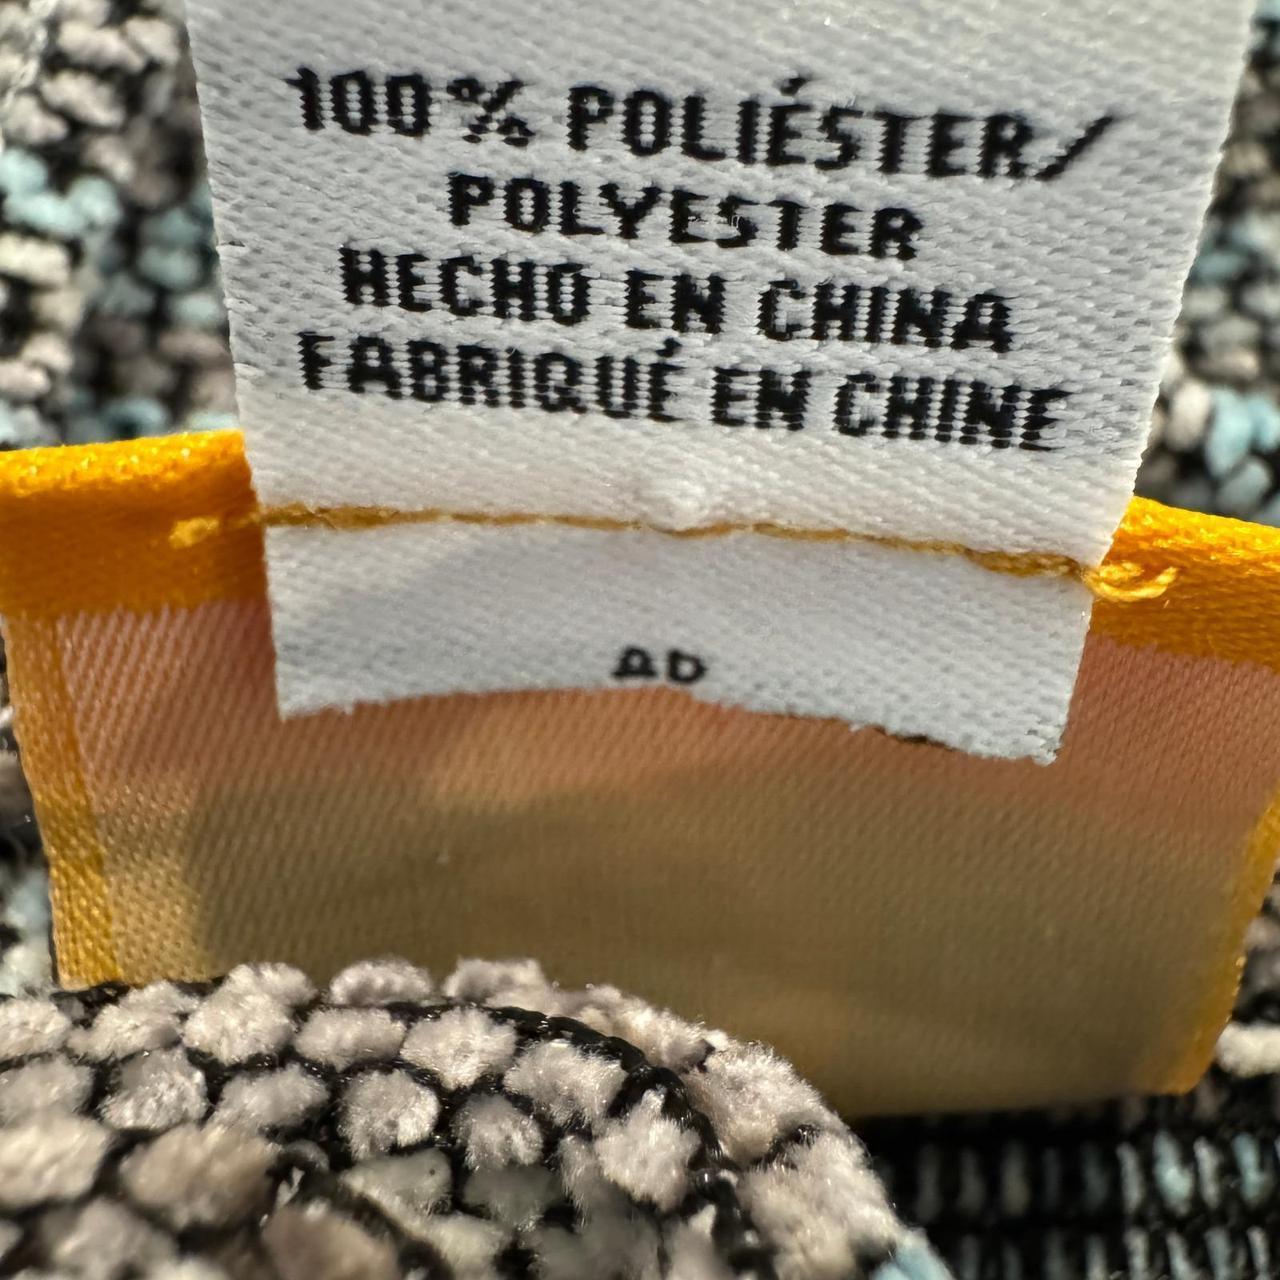 100% POLIÉSTER/
POLYESTER
HECHO EN CHINA
FABRIQUÉ EN CHINE